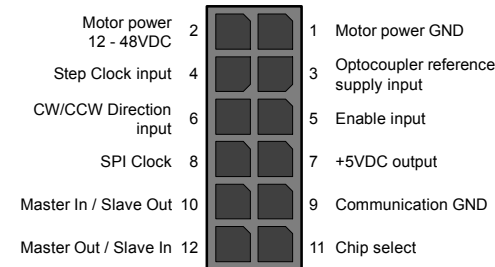 Motor power
12 - 48VDC
2
1 Motor power GND
Step Clock input 4
3 Optocoupler reference
supply input
CW/CCW Direction
input
6
5 Enable input
SPI Clock 8
7 +5VDC output
Master In / Slave Out 10
9 Communication GND
Master Out / Slave In 12
11 Chip select